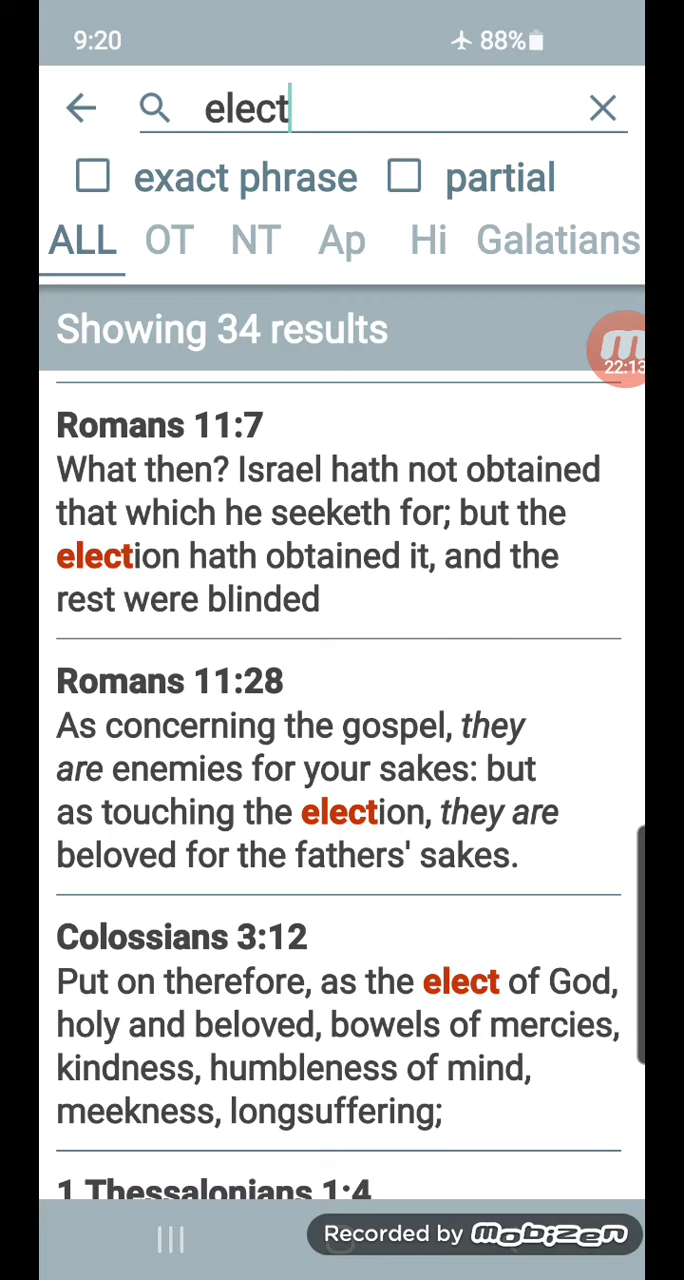 9:20
88%
elect
exact phrase
partial
ALL OT NT Ap Hi Galatians
Showing 34 results
22:13
Romans 11:7
What then? Israel hath not obtained
that which he seeketh for; but the
election hath obtained it, and the
rest were blinded
Romans 11:28
As concerning the gospel, they
are enemies for your sakes: but
as touching the election, they are
beloved for the fathers' sakes.
Colossians 3:12
Put on therefore, as the elect of God,
holy and beloved, bowels of mercies,
kindness, humbleness of mind,
meekness, longsuffering;
1 Thessalonians 1:4
Recorded by mobizen